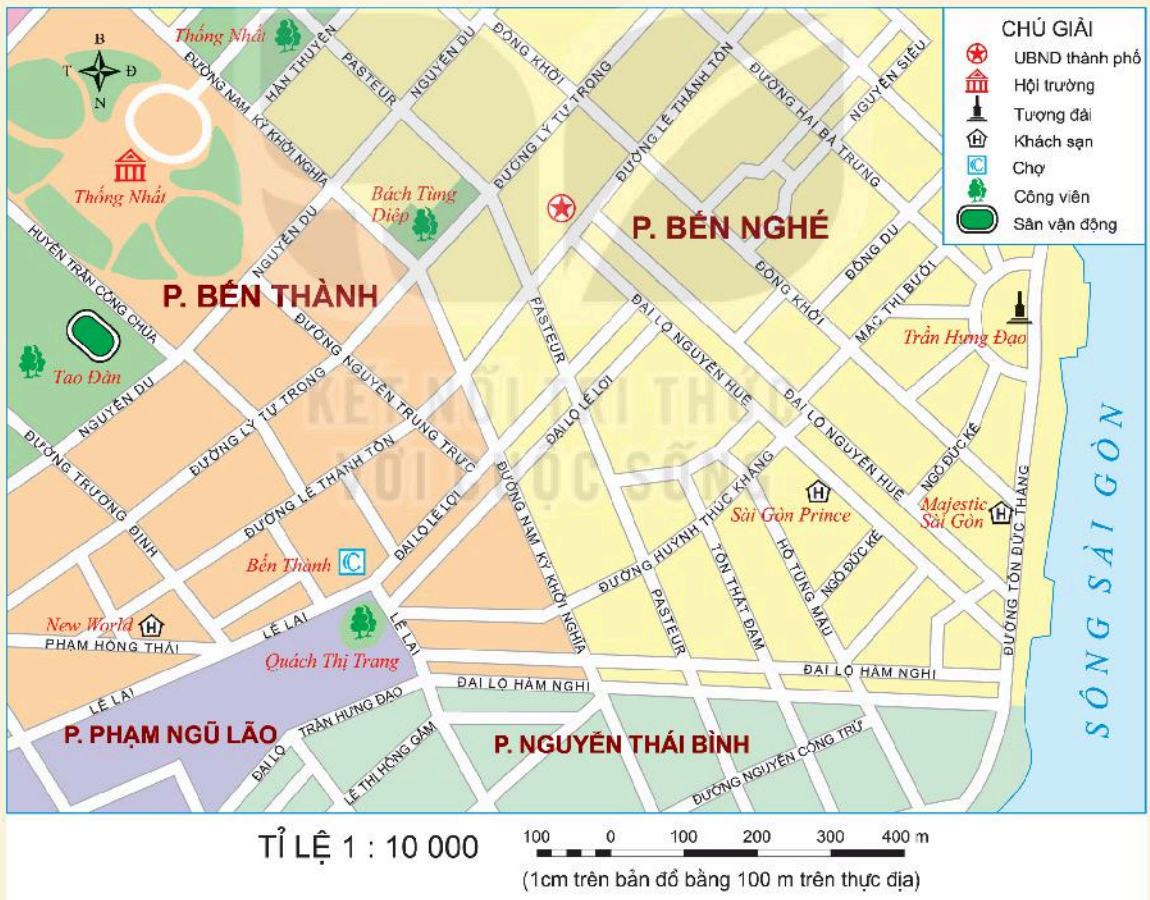 Thống Nhất
B
T
Đ
N
HÀN THUYÊN
PASTEUR
NGUYỄN DU
ĐỒNG KHỞI
ĐƯỜNG LÝ TỰ TRỌNG
ĐƯỜNG LÊ THÁNH TÔN
ĐƯỜNG HAI BÀ TRƯNG
NGUYỄN SIÊU
ĐƯỜNG NAM KỲ KHỞI NGHĨA
CHÚ GIẢI
UBND thành phố
Hội trường
Tượng đài
Khách sạn
Chợ
Công viên
Sân vận động
Thống Nhất
Bách Tùng
Diệp
P. BẾN NGHÉ
HUYỀN TRÂN CÔNG CHÚA
NGUYỄN DU
P. BẾN THÀNH
ĐỒNG KHỞI
ĐÔNG DU
MẠC THỊ BƯỞI
Trần Hưng Đạo
PASTEUR
ĐẠI LỘ NGUYỄN HUỆ
ĐƯỜNG NGUYỄN TRUNG TRỰC
Tao Đàn
NGUYỄN DU
ĐƯỜNG LÝ TỰ TRỌNG
KẾT NỐI TRI THỨC
VỚI CUỘC SỐNG
ĐẠI LỘ LÊ LỢI
ĐẠI LỘ NGUYỄN HUỆ
ĐƯỜNG TRƯƠNG ĐỊNH
ĐƯỜNG LÊ THÁNH TÔN
ĐẠI LỘ LÊ LỢI
ĐƯỜNG NAM KỲ KHỞI NGHĨA
ĐƯỜNG HUỲNH THÚC KHÁNG
NGÔ ĐỨC KẾ
Sài Gòn Prince
Majestic
Sài Gòn
ĐƯỜNG TÔN ĐỨC THẮNG
SÔNG SÀI GÒN
Bến Thành
TÔN THẤT ĐẠM
HỒ TÙNG MẬU
NGÔ ĐỨC KẾ
New World
PHẠM HỒNG THÁI
LÊ LAI
LÊ LAI
Quách Thị Trang
PASTEUR
ĐẠI LỘ HÀM NGHI
ĐẠI LỘ HÀM NGHI
LÊ LAI
P. PHẠM NGŨ LÃO
ĐẠI LỘ TRẦN HƯNG ĐẠO
LÊ THỊ HỒNG GẤM
P. NGUYỄN THÁI BÌNH
ĐƯỜNG NGUYỄN CÔNG TRỨ
TỈ LỆ 1 : 10 000
100 0 100 200 300 400 m
(1cm trên bản đồ bằng 100 m trên thực địa)